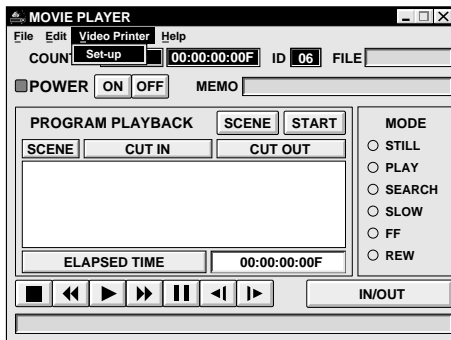 MOVIE PLAYER
File Edit Video Printer Help
Set-up
COUN 00:00:00:00F ID 06 FILE
POWER ON OFF MEMO
PROGRAM PLAYBACK SCENE START
SCENE CUT IN CUT OUT
ELAPSED TIME 00:00:00:00F
MODE
STILL
PLAY
SEARCH
SLOW
FF
REW
IN/OUT